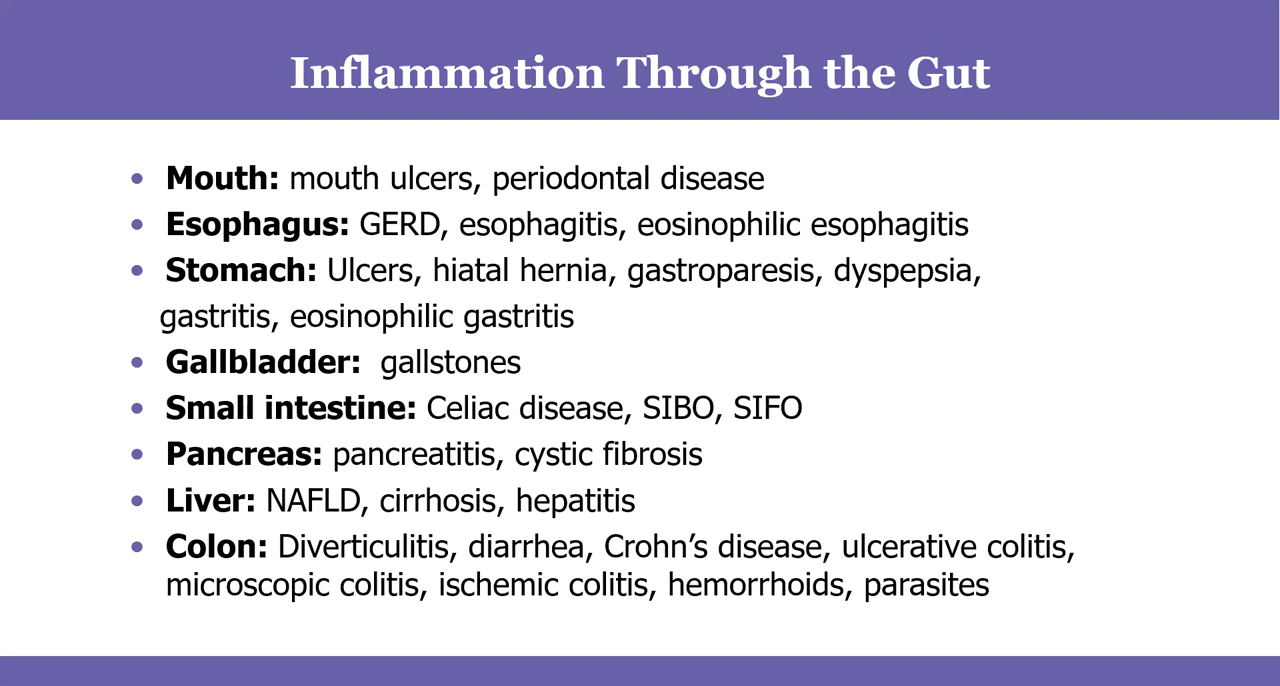 Inflammation Through the Gut
• Mouth: mouth ulcers, periodontal disease
• Esophagus: GERD, esophagitis, eosinophilic esophagitis
• Stomach: Ulcers, hiatal hernia, gastroparesis, dyspepsia,
gastritis, eosinophilic gastritis
• Gallbladder:  gallstones
• Small intestine: Celiac disease, SIBO, SIFO
• Pancreas: pancreatitis, cystic fibrosis
• Liver: NAFLD, cirrhosis, hepatitis
• Colon: Diverticulitis, diarrhea, Crohn’s disease, ulcerative colitis,
microscopic colitis, ischemic colitis, hemorrhoids, parasites